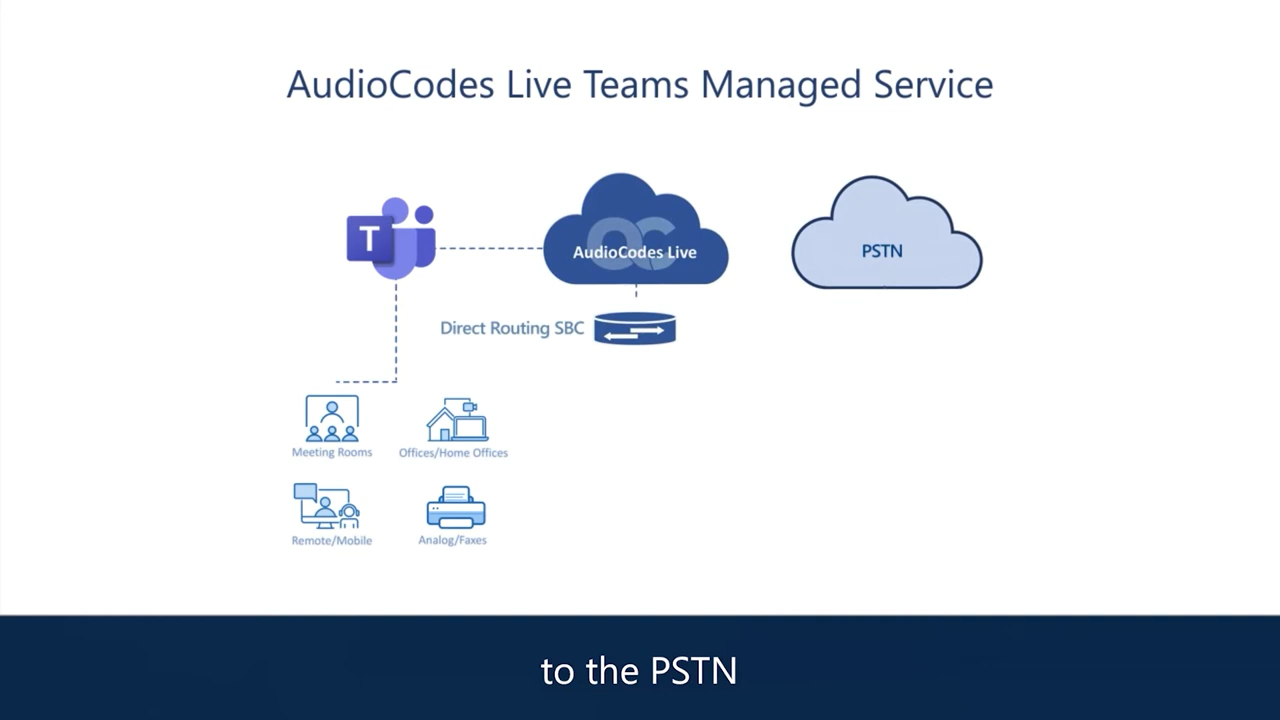 AudioCodes Live Teams Managed Service
T
AudioCodes Live
PSTN
Direct Routing SBC
Meeting Rooms
Offices/Home Offices
Remote/Mobile
Analog/Faxes
to the PSTN